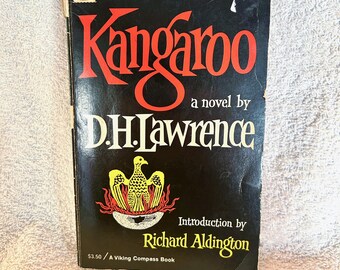 Kangaroo
a novel by
D.H.Lawrence
Introduction by
Richard Aldington
$3.50 / A Viking Compass Book